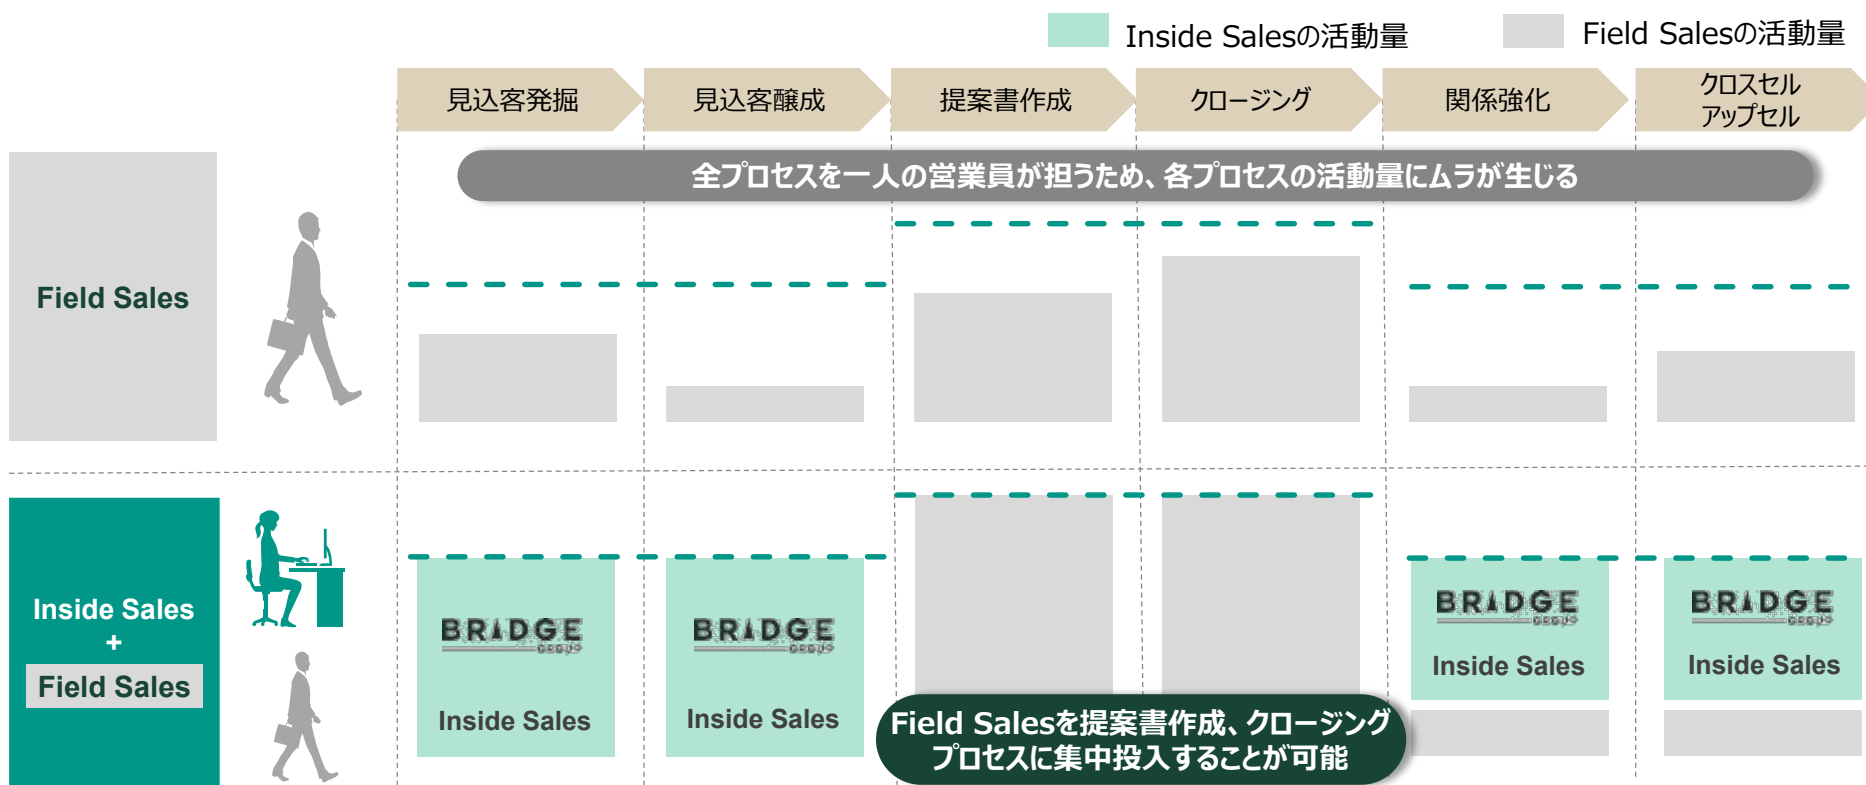 Inside Salesの活動量
Field Salesの活動量
見込客発掘
見込客醸成
提案書作成
クロージング
関係強化
クロスセル
アップセル
全プロセスを一人の営業員が担うため、各プロセスの活動量にムラが生じる
Field Sales
Inside Sales
+
Field Sales
BRIDGE
GROUP
Inside Sales
BRIDGE
GROUP
Inside Sales
Field Salesを提案書作成、クロージング
プロセスに集中投入することが可能
BRIDGE
GROUP
Inside Sales
BRIDGE
GROUP
Inside Sales